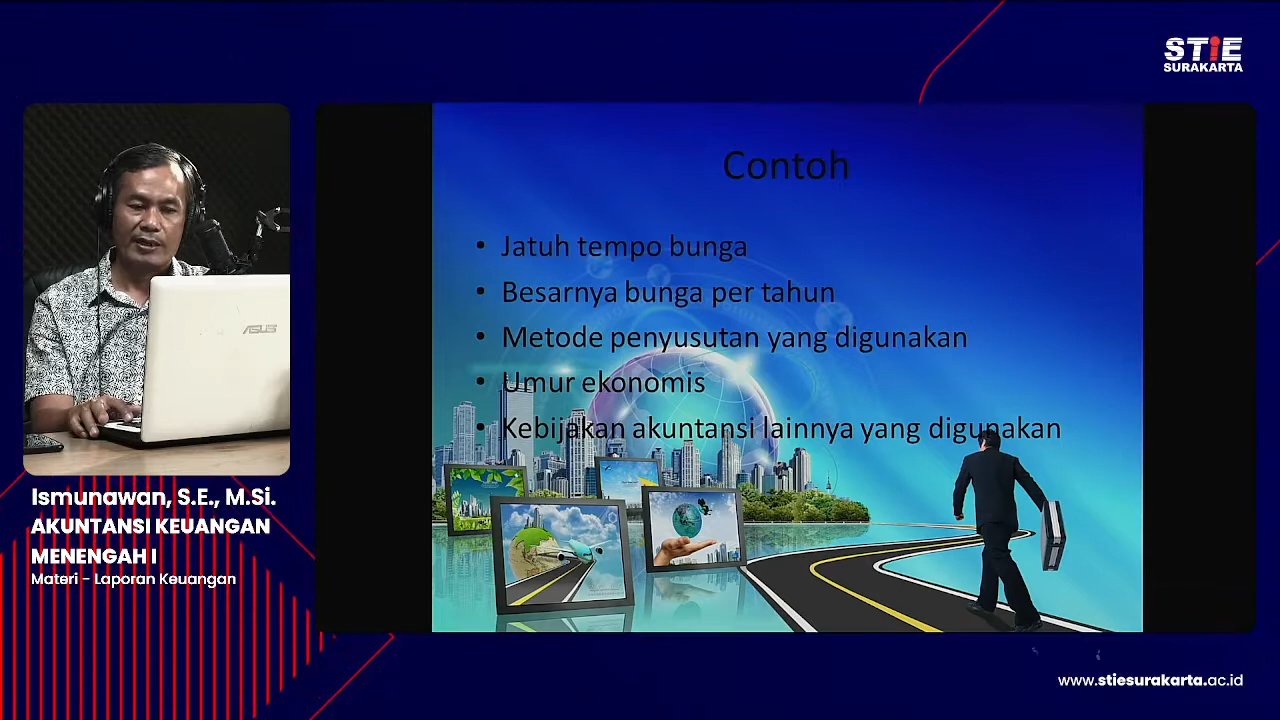 STiE
SURAKARTA
Contoh
• Jatuh tempo bunga
• Besarnya bunga per tahun
• Metode penyusutan yang digunakan
• Umur ekonomis
• Kebijakan akuntansi lainnya yang digunakan
ASUS
Ismunawan, S.E., M.Si.
AKUNTANSI KEUANGAN
MENENGAH I
Materi - Laporan Keuangan
www.stiesurakarta.ac.id